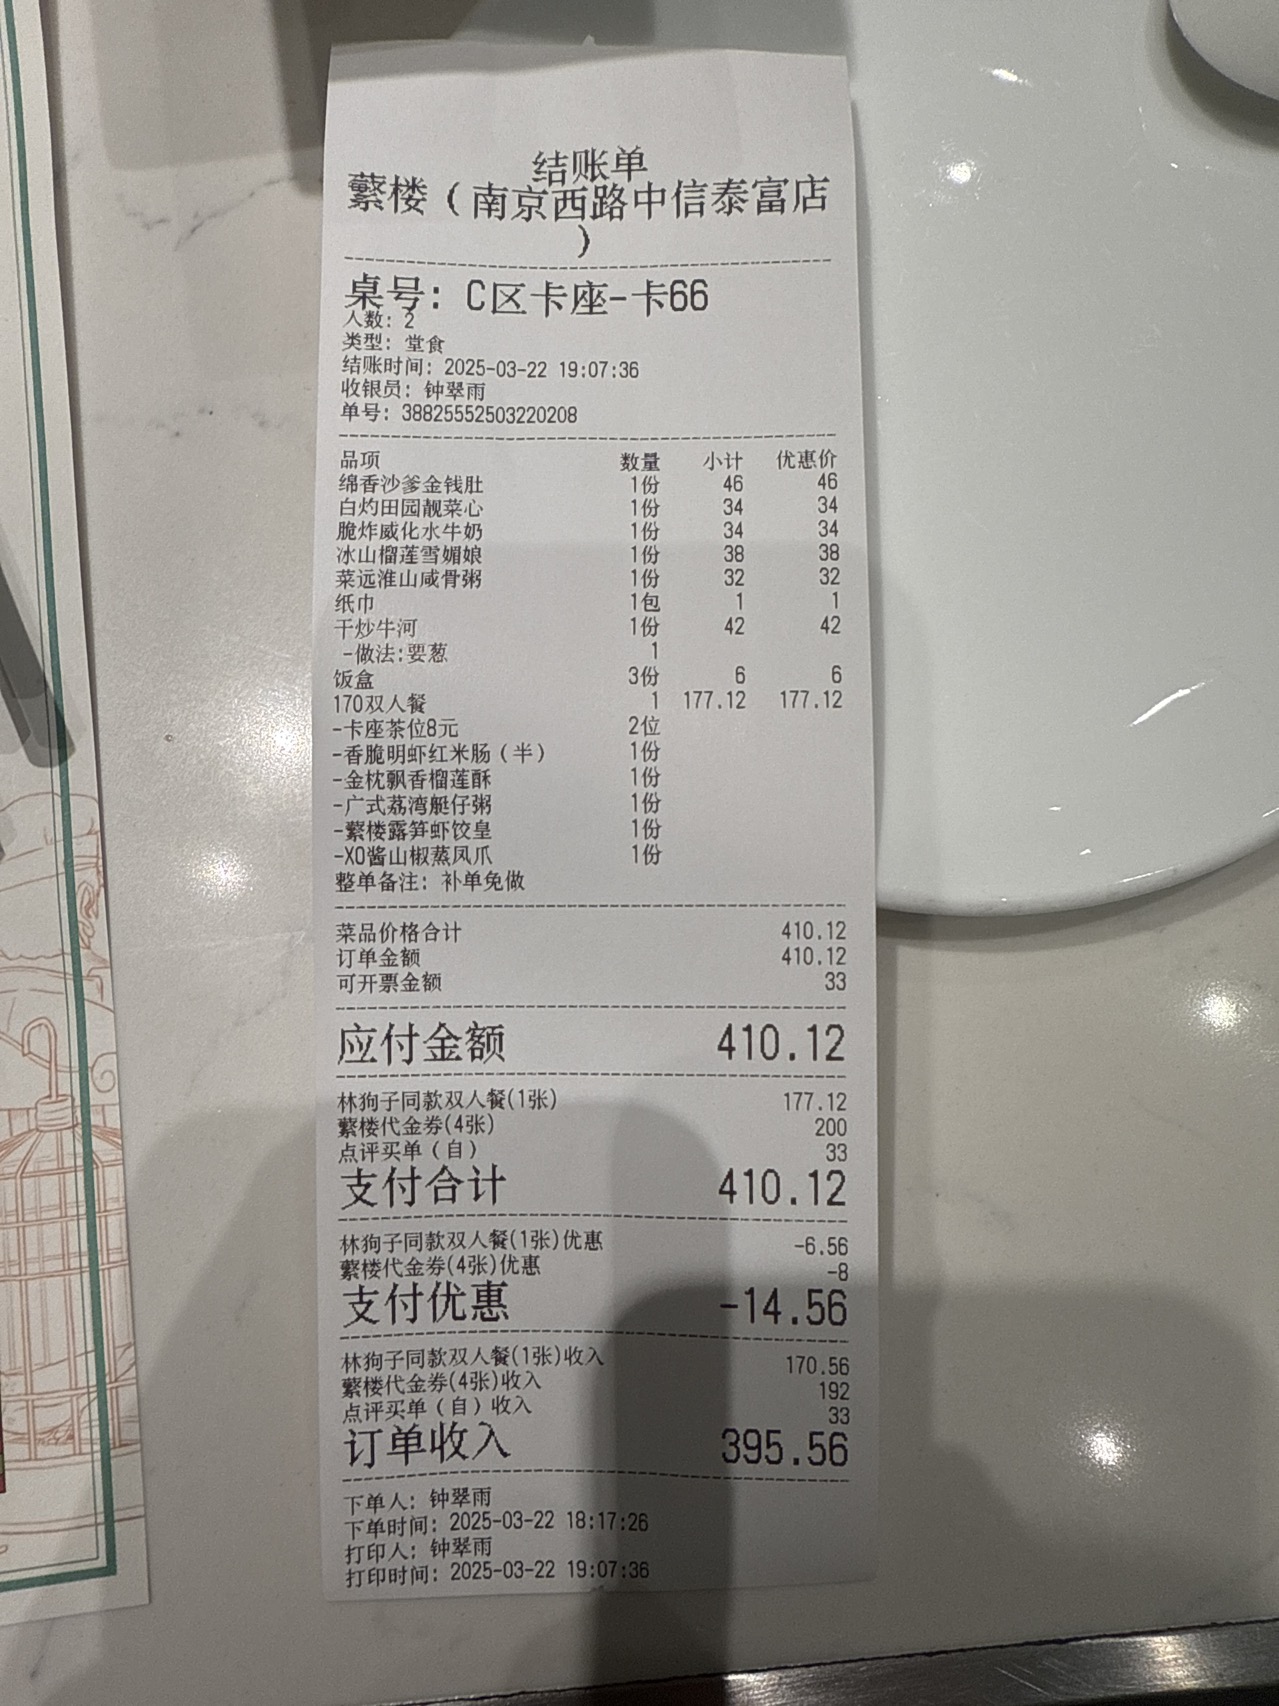 结账单
蘩楼（南京西路中信泰富店
）
桌号: C区卡座-卡66
人数: 2
类型: 堂食
结账时间: 2025-03-22 19:07:36
收银员: 钟翠雨
单号: 38825552503220208
品项 数量 小计 优惠价
绵香沙爹金钱肚 1份 46 46
白灼田园靓菜心 1份 34 34
脆炸威化水牛奶 1份 34 34
冰山榴莲雪媚娘 1份 38 38
菜远淮山咸骨粥 1份 32 32
纸巾 1包 1 1
干炒牛河 1份 42 42
-做法:要葱 1
饭盒 3份 6 6
170双人餐 1 177.12 177.12
-卡座茶位8元 2位
-香脆明虾红米肠（半） 1份
-金枕飘香榴莲酥 1份
-广式荔湾艇仔粥 1份
-蘩楼露笋虾饺皇 1份
-XO酱山椒蒸凤爪 1份
整单备注: 补单免做
菜品价格合计 410.12
订单金额 410.12
可开票金额 33
应付金额 410.12
林狗子同款双人餐(1张) 177.12
蘩楼代金券(4张) 200
点评买单（自） 33
支付合计 410.12
林狗子同款双人餐(1张)优惠 -6.56
蘩楼代金券(4张)优惠 -8
支付优惠 -14.56
林狗子同款双人餐(1张)收入 170.56
蘩楼代金券(4张)收入 192
点评买单（自）收入 33
订单收入 395.56
下单人: 钟翠雨
下单时间: 2025-03-22 18:17:26
打印人: 钟翠雨
打印时间: 2025-03-22 19:07:36